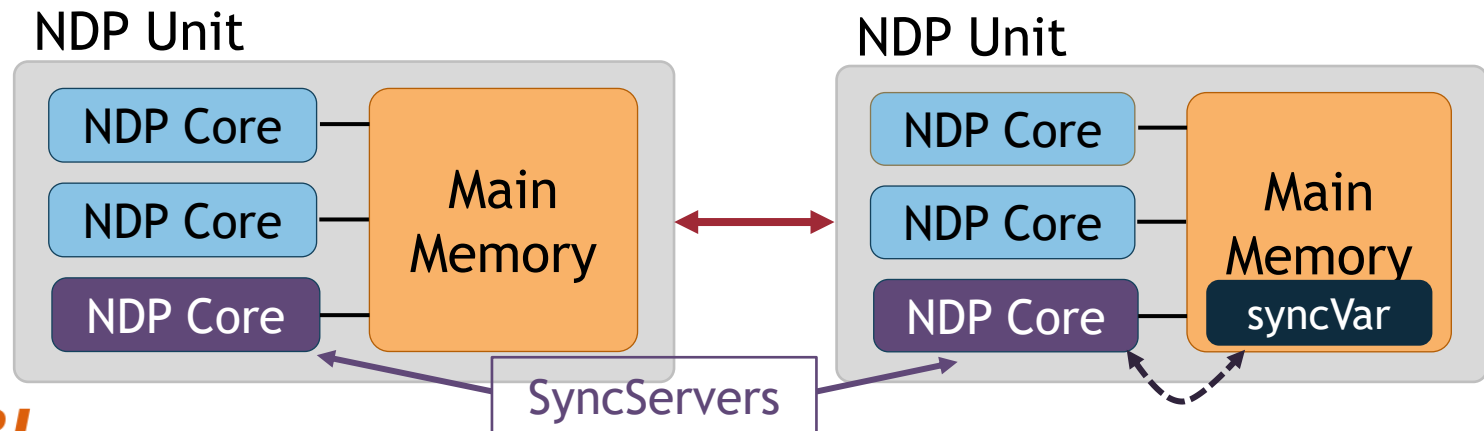 NDP Unit
NDP Core
NDP Core
NDP Core
Main
Memory
NDP Unit
NDP Core
NDP Core
NDP Core
Main
Memory
syncVar
SyncServers